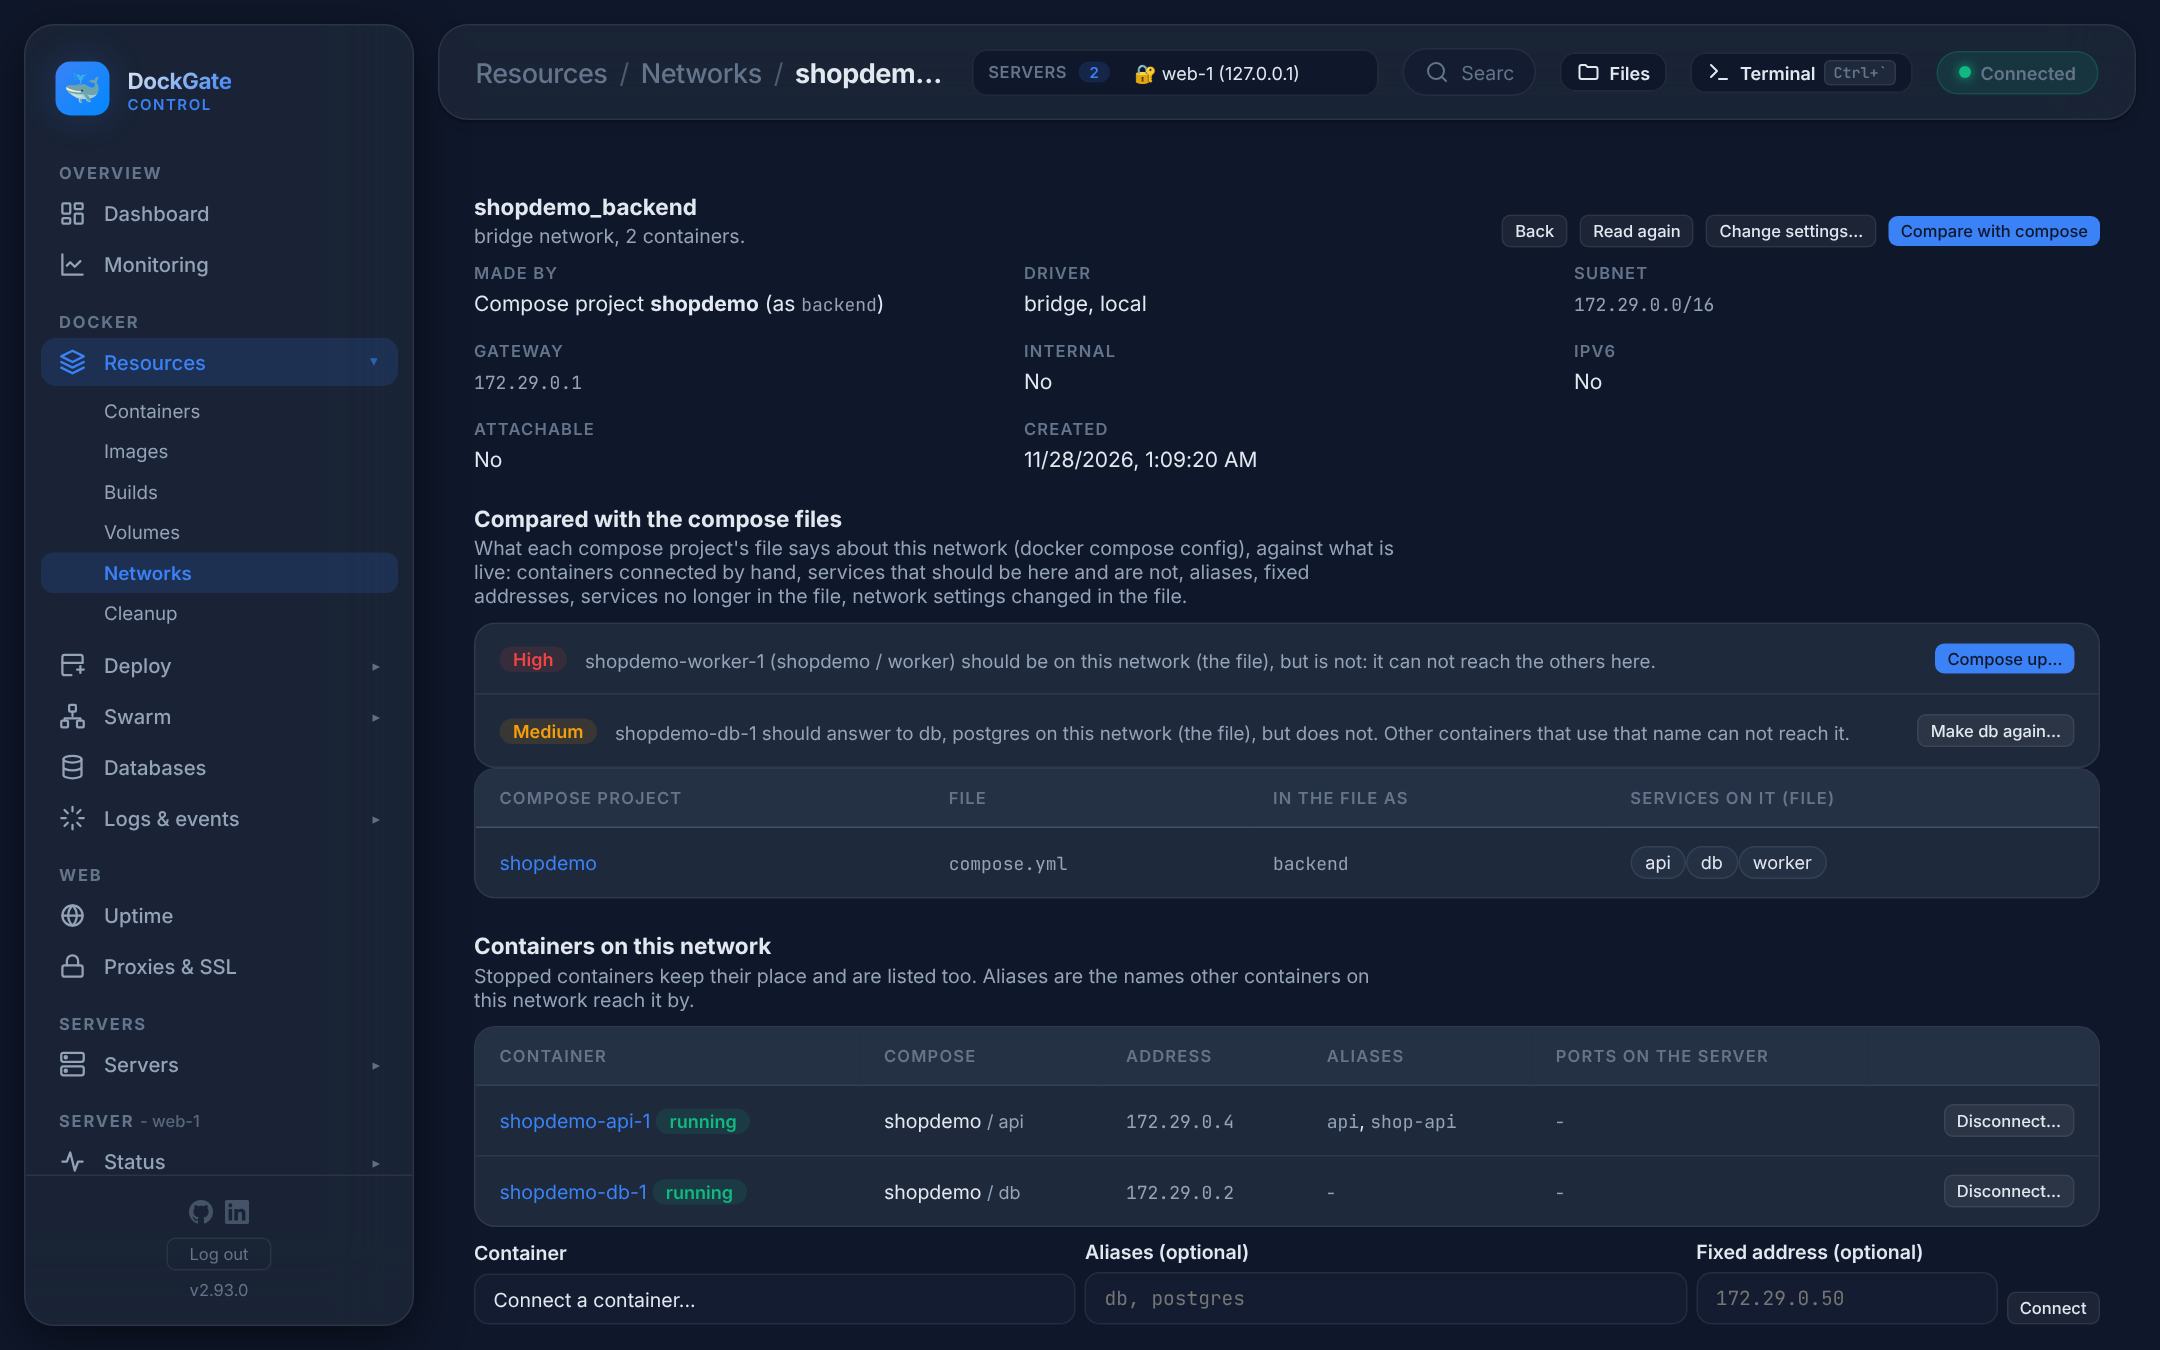 DockGate
CONTROL
OVERVIEW
Dashboard
Monitoring
DOCKER
Resources
Containers
Images
Builds
Volumes
Networks
Cleanup
Deploy
Swarm
Databases
Logs & events
WEB
Uptime
Proxies & SSL
SERVERS
Servers
SERVER - web-1
Status
Log out
v2.93.0
Resources / Networks / shopdem...
SERVERS 2 web-1 (127.0.0.1)
Searc
Files
Terminal Ctrl+`
Connected
shopdemo_backend
bridge network, 2 containers.
Back
Read again
Change settings...
Compare with compose
MADE BY
Compose project shopdemo (as backend)
DRIVER
bridge, local
SUBNET
172.29.0.0/16
GATEWAY
172.29.0.1
INTERNAL
No
IPV6
No
ATTACHABLE
No
CREATED
11/28/2026, 1:09:20 AM
Compared with the compose files
What each compose project's file says about this network (docker compose config), against what is
live: containers connected by hand, services that should be here and are not, aliases, fixed
addresses, services no longer in the file, network settings changed in the file.
High shopdemo-worker-1 (shopdemo / worker) should be on this network (the file), but is not: it can not reach the others here. Compose up...
Medium shopdemo-db-1 should answer to db, postgres on this network (the file), but does not. Other containers that use that name can not reach it. Make db again...
COMPOSE PROJECT FILE IN THE FILE AS SERVICES ON IT (FILE)
shopdemo compose.yml backend api db worker
Containers on this network
Stopped containers keep their place and are listed too. Aliases are the names other containers on
this network reach it by.
CONTAINER COMPOSE ADDRESS ALIASES PORTS ON THE SERVER
shopdemo-api-1 running shopdemo / api 172.29.0.4 api, shop-api - Disconnect...
shopdemo-db-1 running shopdemo / db 172.29.0.2 - - Disconnect...
Container
Connect a container...
Aliases (optional)
db, postgres
Fixed address (optional)
172.29.0.50
Connect